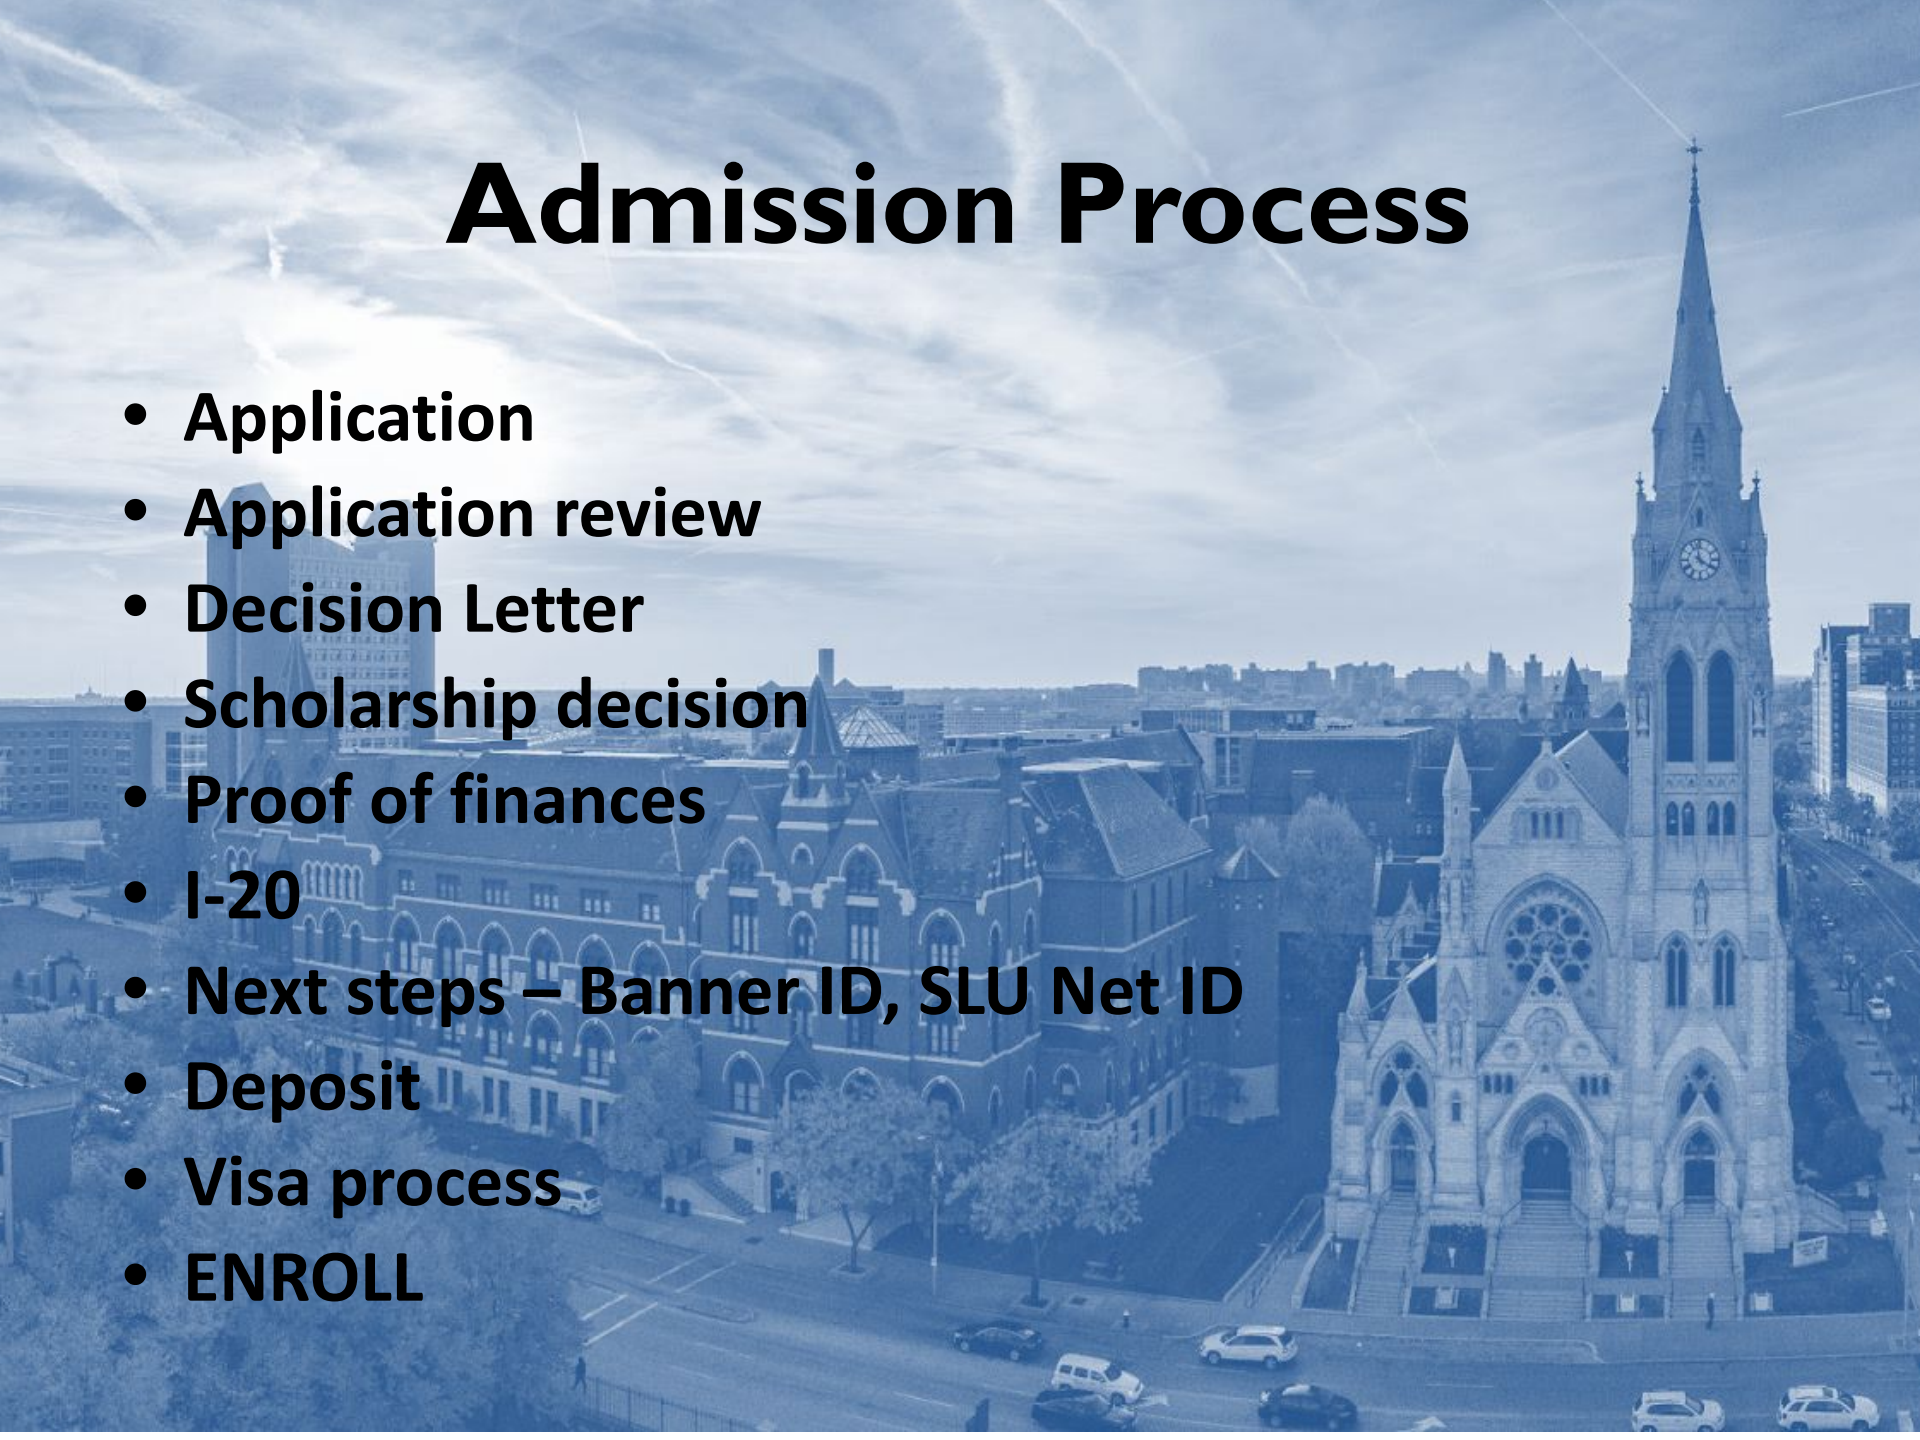 Admission Process
• Application
• Application review
• Decision Letter
• Scholarship decision
• Proof of finances
• I-20
• Next steps – Banner ID, SLU Net ID
• Deposit
• Visa process
• ENROLL